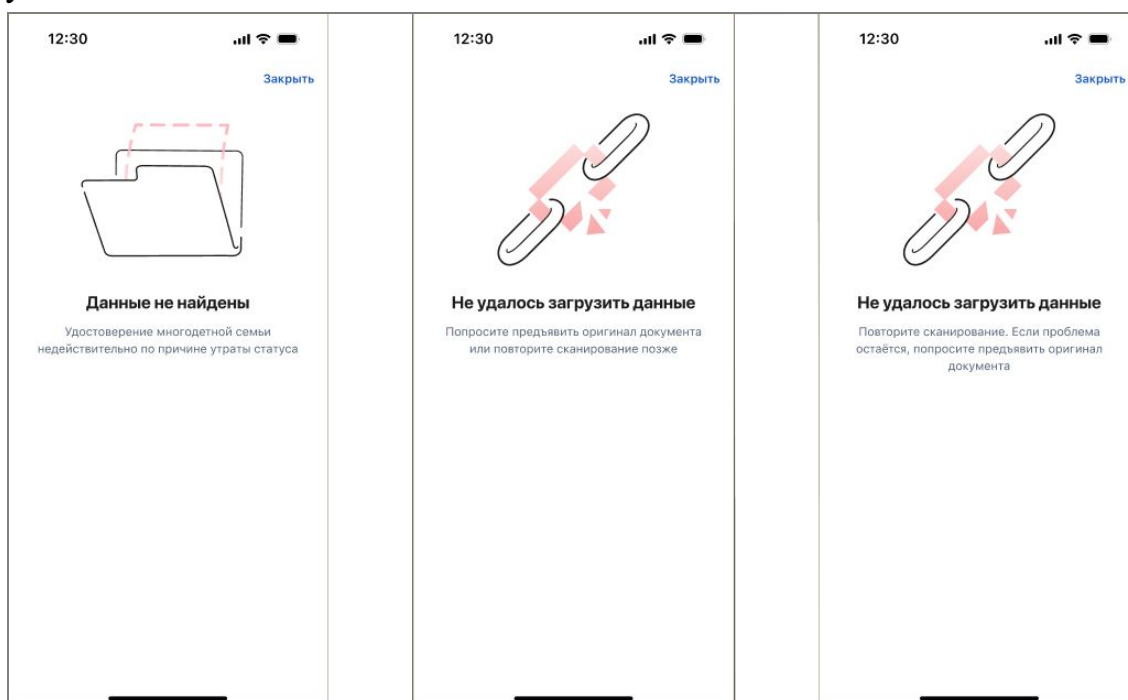 12:30
Закрыть
Данные не найдены
Удостоверение многодетной семьи
недействительно по причине утраты статуса
12:30
Закрыть
Не удалось загрузить данные
Попросите предъявить оригинал документа
или повторите сканирование позже
12:30
Закрыть
Не удалось загрузить данные
Повторите сканирование. Если проблема
остаётся, попросите предъявить оригинал
документа